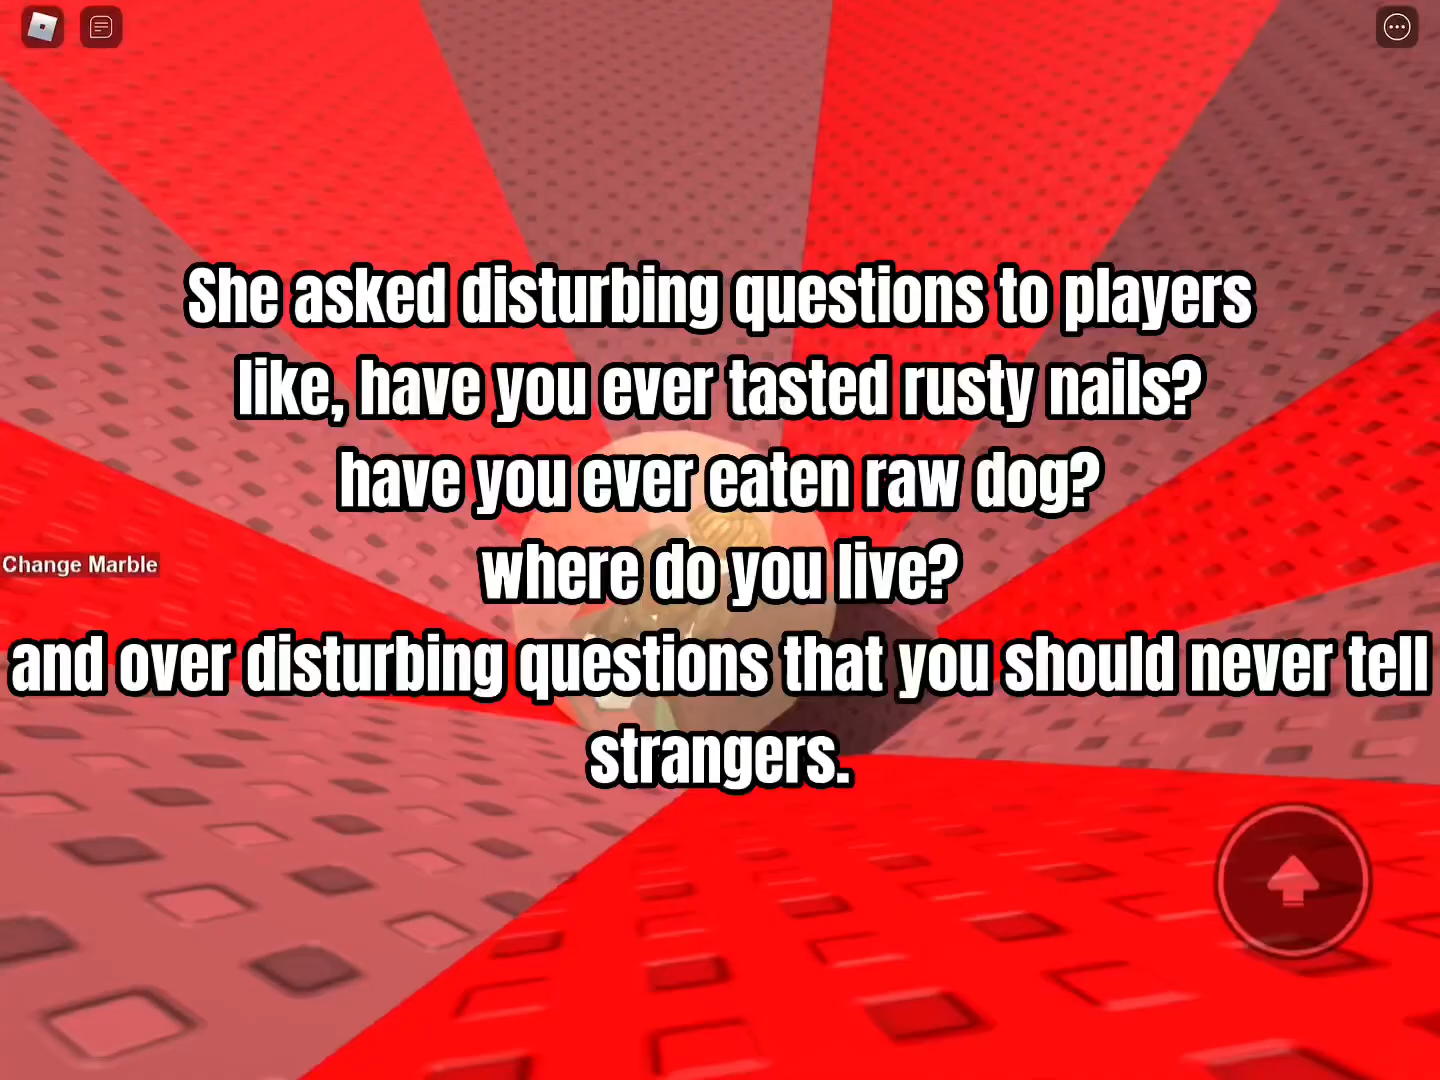 She asked disturbing questions to players
like, have you ever tasted rusty nails?
have you ever eaten raw dog?
where do you live?
and over disturbing questions that you should never tell
strangers.
Change Marble